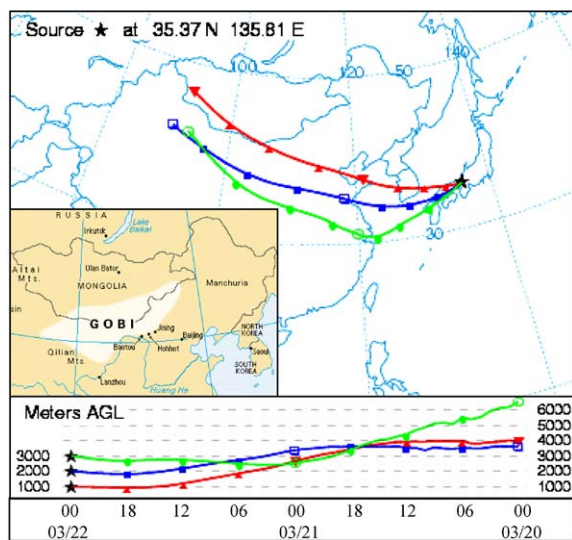 Source ★ at 35.37 N 135.81 E
140
100
120
50
30
RUSSIA
Lake
Baikal
Irkutsk
Altai
Mts.
Ulan Bator
MONGOLIA
Manchuria
GOBI
sin
Jining
Beijing
Baotou
Hohhot
Qilian
Mts.
NORTH
KOREA
Seoul
SOUTH
KOREA
Lanzhou
Huang He
Meters AGL
6000
5000
4000
3000 3000
2000 2000
1000 1000
00 18 12 06 00 18 12 06 00
03/22 03/21 03/20